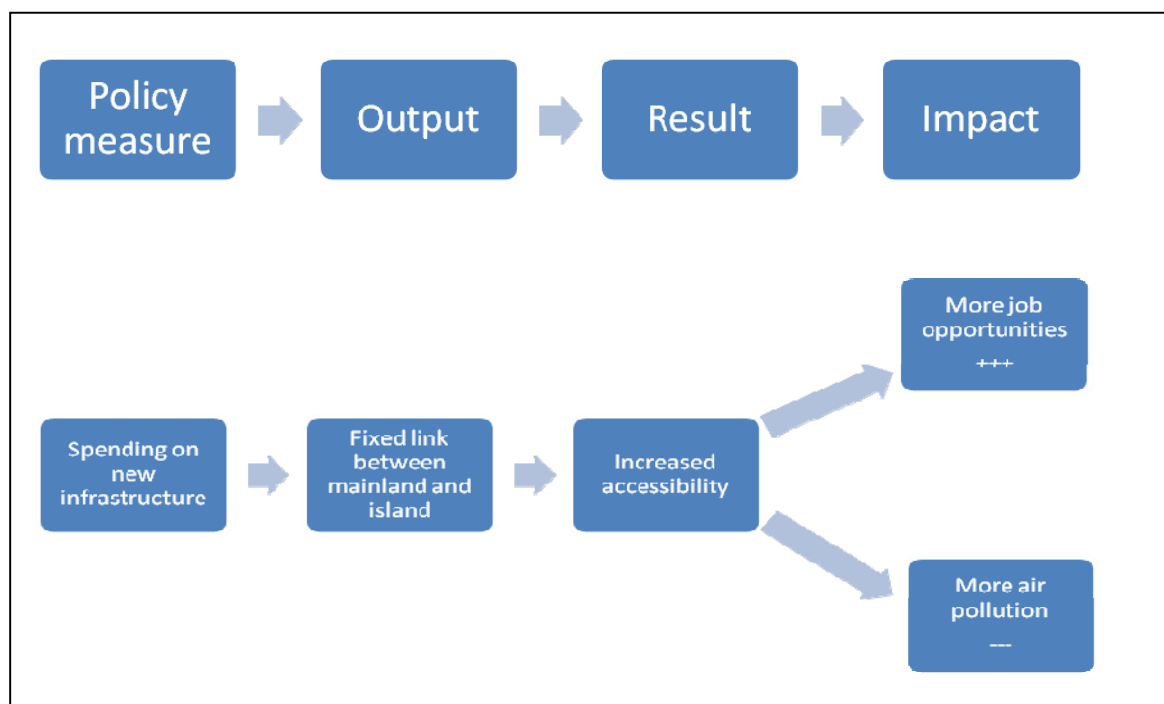 Policy
measure
Output
Result
Impact
More job
opportunities
+++
Spending on
new
infrastructure
Fixed link
between
mainland and
island
Increased
accessibility
More air
pollution
---